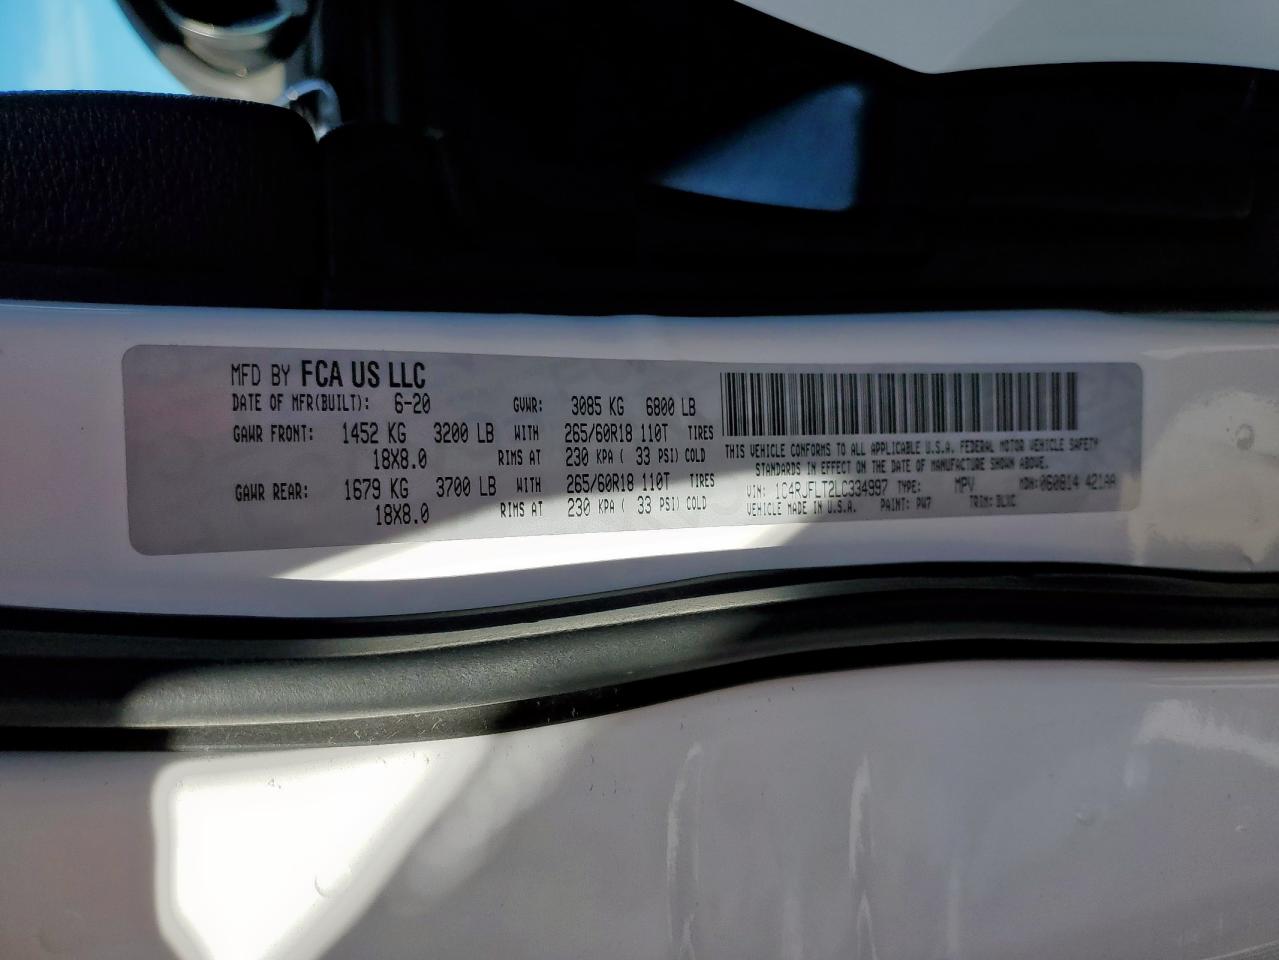 MFD BY FCA US LLC
DATE OF MFR(BUILT): 6-20 GVWR: 3085 KG 6800 LB
GAWR FRONT: 1452 KG 3200 LB WITH 265/60R18 110T TIRES
18X8.0 RIMS AT 230 KPA ( 33 PSI) COLD
GAWR REAR: 1679 KG 3700 LB WITH 265/60R18 110T TIRES
18X8.0 RIMS AT 230 KPA ( 33 PSI) COLD
THIS VEHICLE CONFORMS TO ALL APPLICABLE U.S.A. FEDERAL MOTOR VEHICLE SAFETY
STANDARDS IN EFFECT ON THE DATE OF MANUFACTURE SHOWN ABOVE.
VIN: 1C4RJFLT2LC334997 TYPE: MPV MDH: 060814 421AA
VEHICLE MADE IN U.S.A. PAINT: PW7 TRIM: BLXC